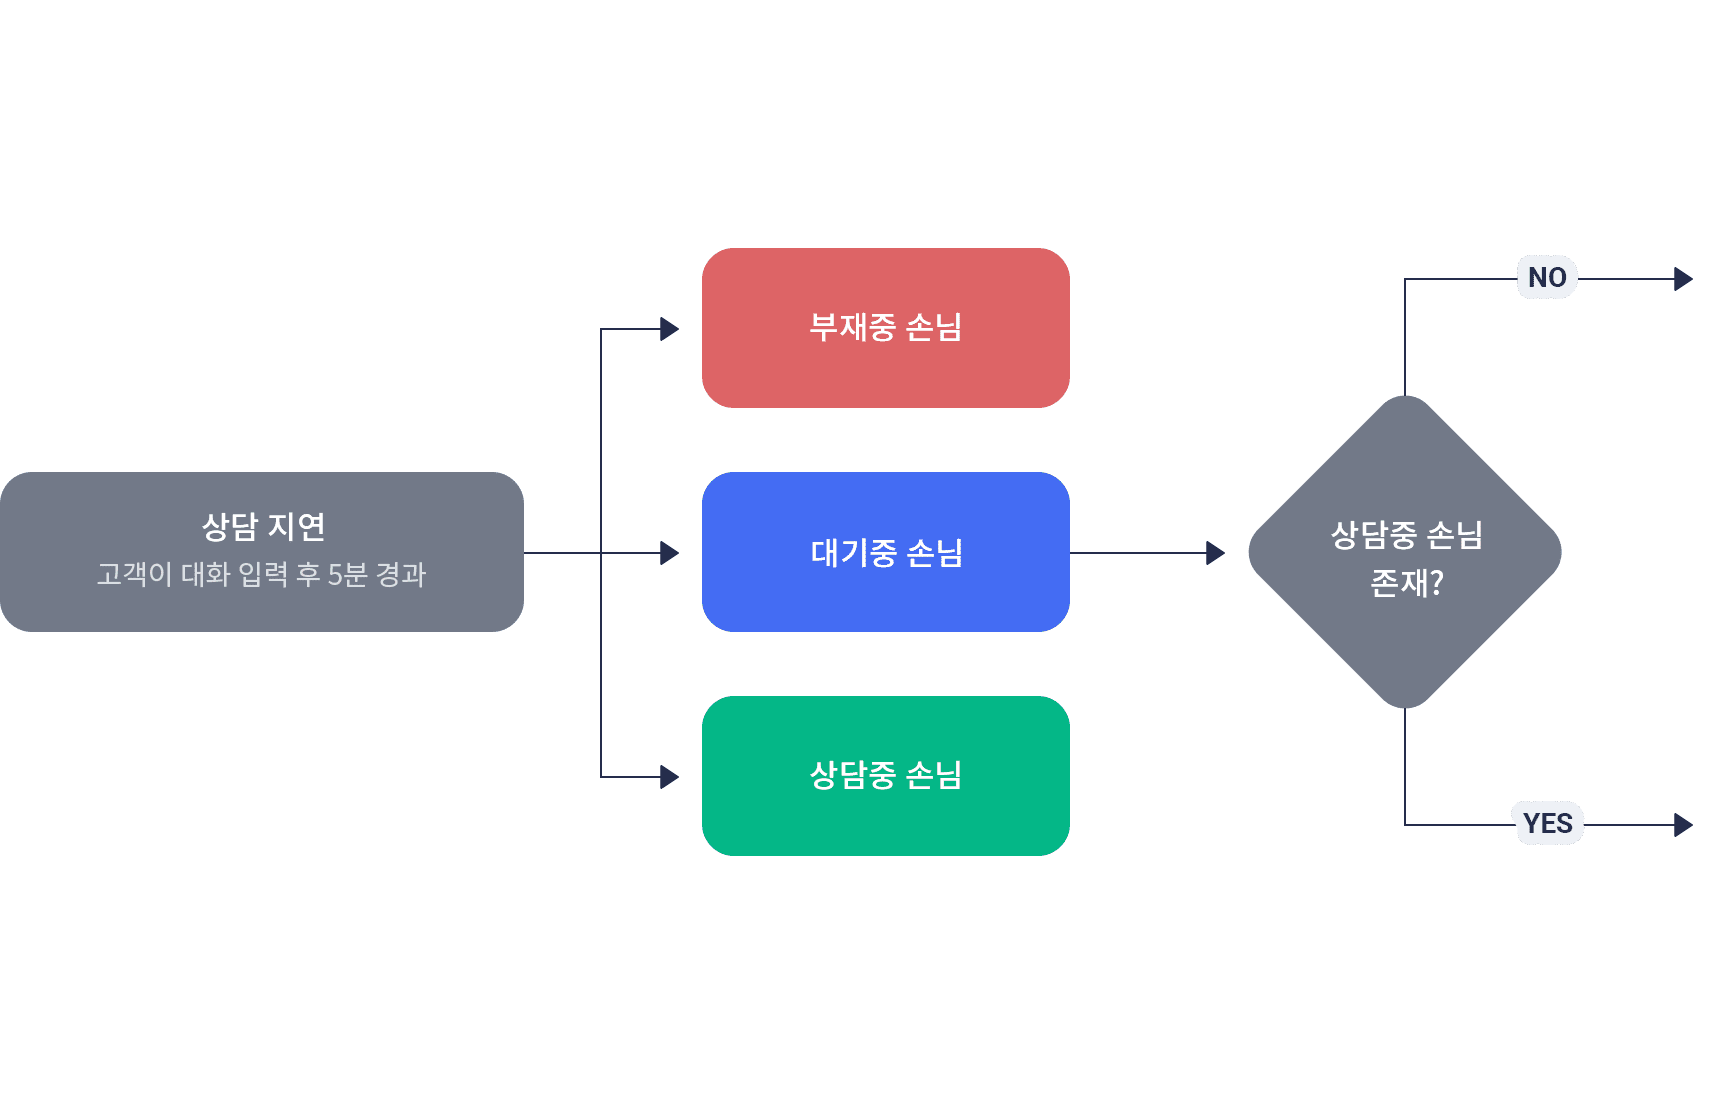 상담 지연
고객이 대화 입력 후 5분 경과
부재중 손님
대기중 손님
상담중 손님
상담중 손님
존재?
NO
YES